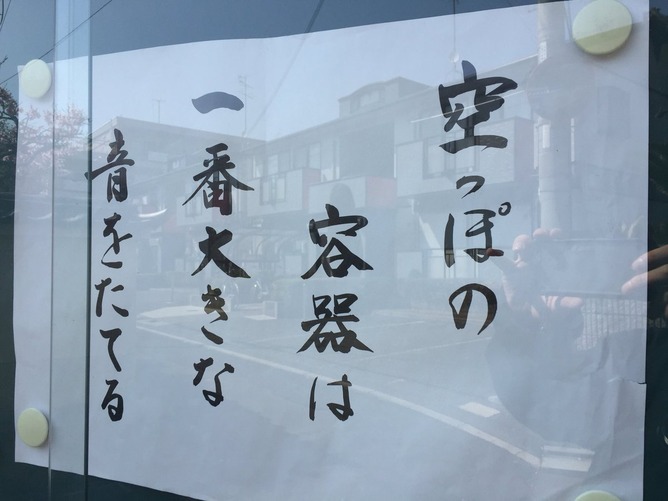 空っぽの
容器は
一番大きな
音をたてる